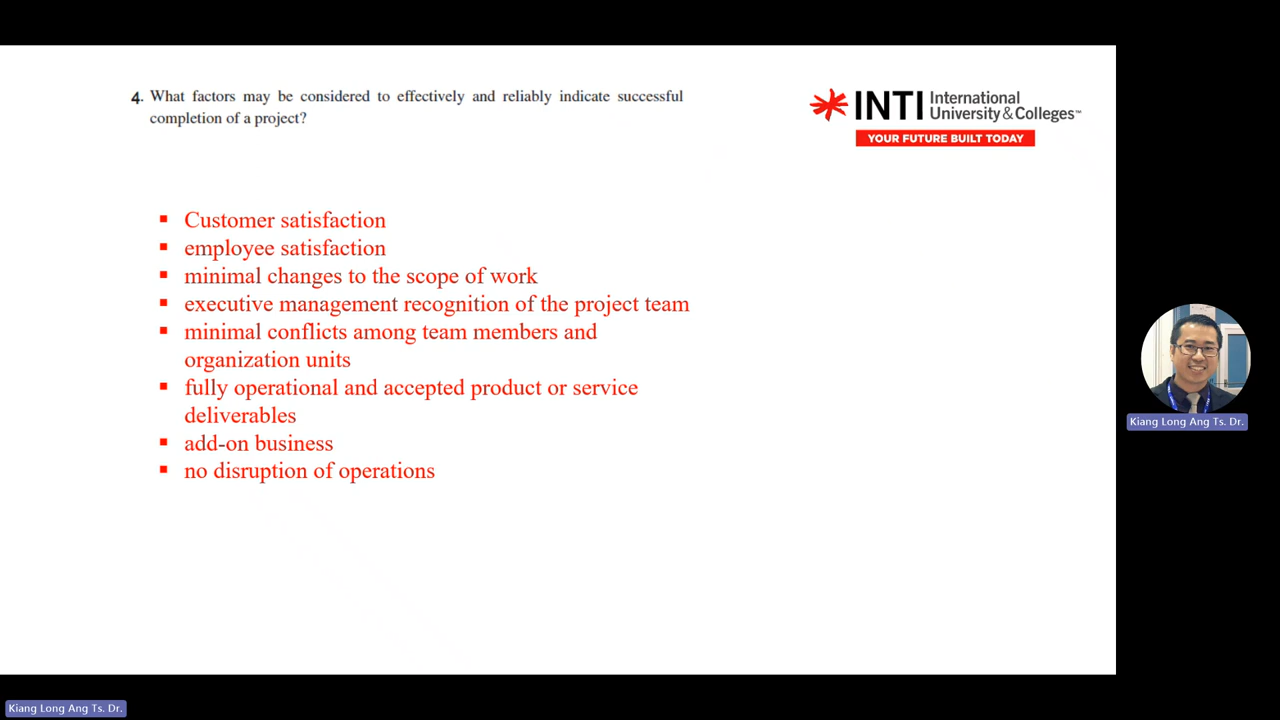 4. What factors may be considered to effectively and reliably indicate successful
completion of a project?
INTI International
University & Colleges™
YOUR FUTURE BUILT TODAY
▪ Customer satisfaction
▪ employee satisfaction
▪ minimal changes to the scope of work
▪ executive management recognition of the project team
▪ minimal conflicts among team members and
organization units
▪ fully operational and accepted product or service
deliverables
▪ add-on business
▪ no disruption of operations
Kiang Long Ang Ts. Dr.
Kiang Long Ang Ts. Dr.